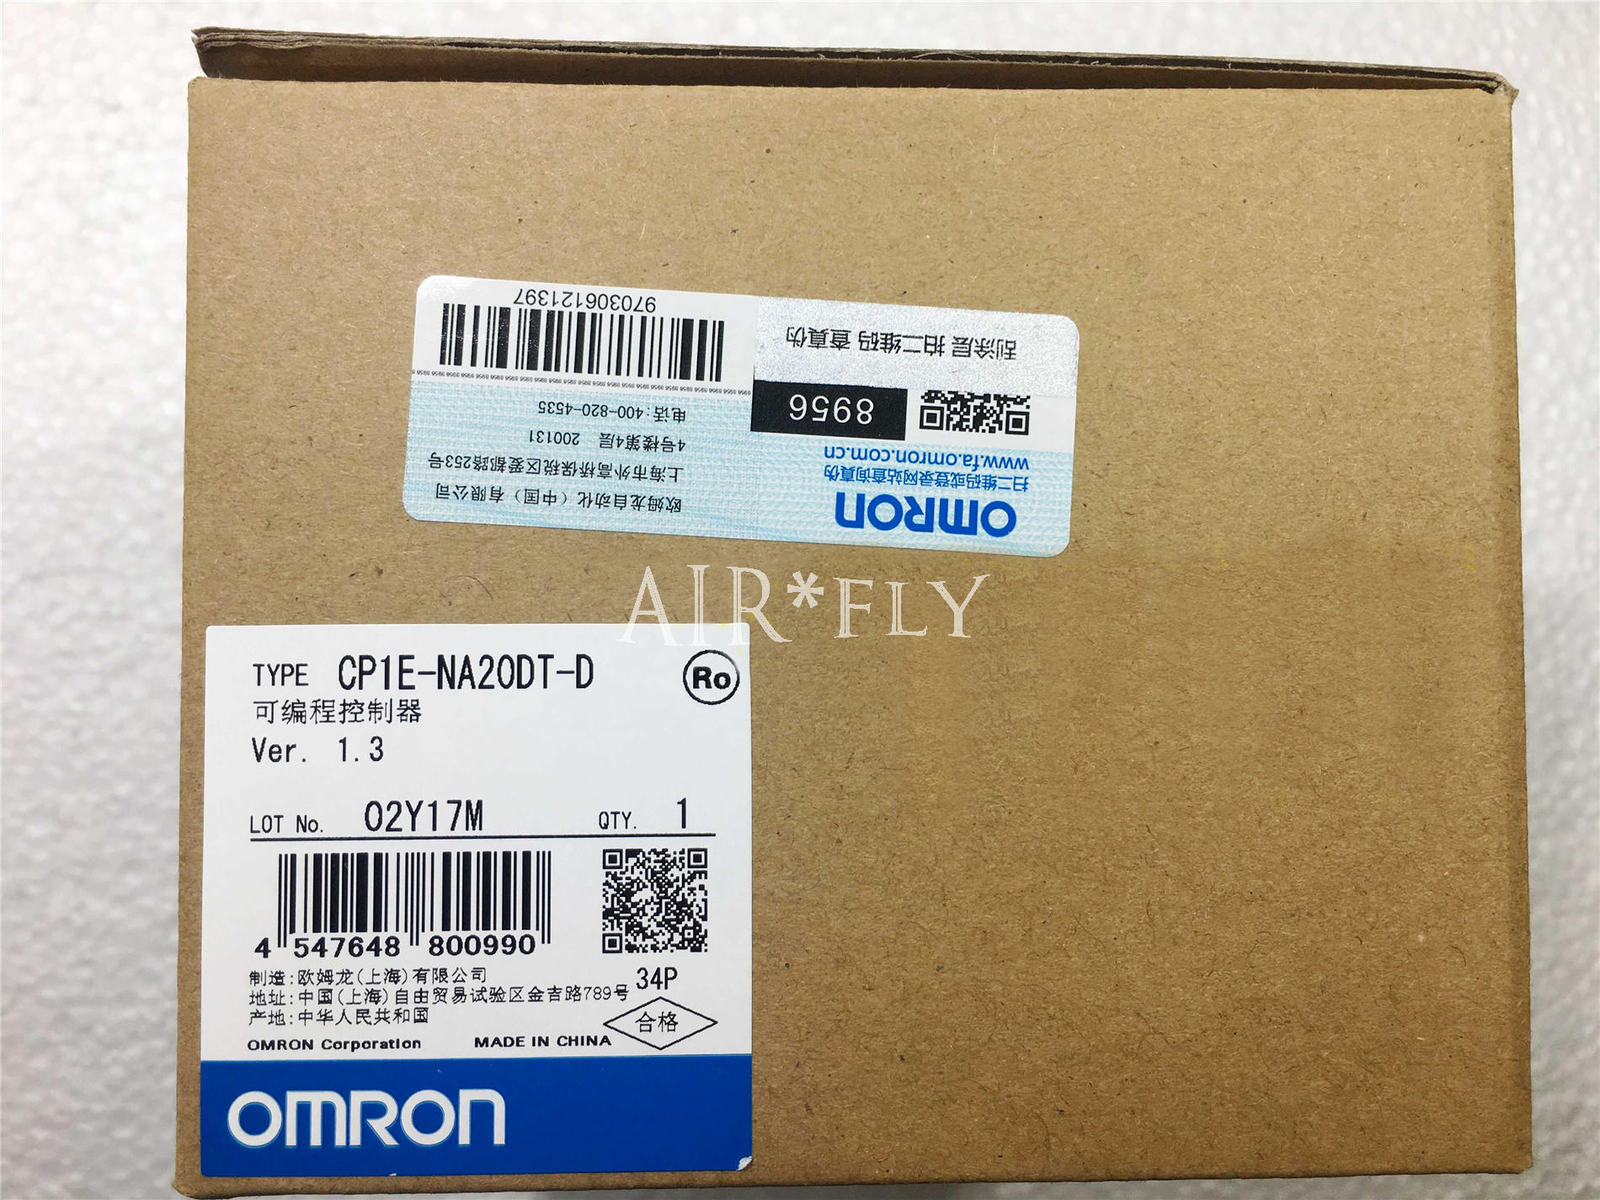 970306121397
刮涂层 扫二维码 查真伪
8956
电话:400-820-4535
4号楼第4层 200131
上海市外高桥保税区爱都路253号
欧姆龙自动化(中国)有限公司
www.fa.omron.com.cn
扫二维码或登录网站查询真伪
OMRON
AIR*FLY
TYPE CP1E-NA20DT-D
Ro
可编程控制器
Ver. 1.3
LOT No. 02Y17M QTY. 1
4 547648 800990
制造:欧姆龙(上海)有限公司
34P
地址:中国(上海)自由贸易试验区金吉路789号
产地:中华人民共和国
合格
OMRON Corporation MADE IN CHINA
OMRON